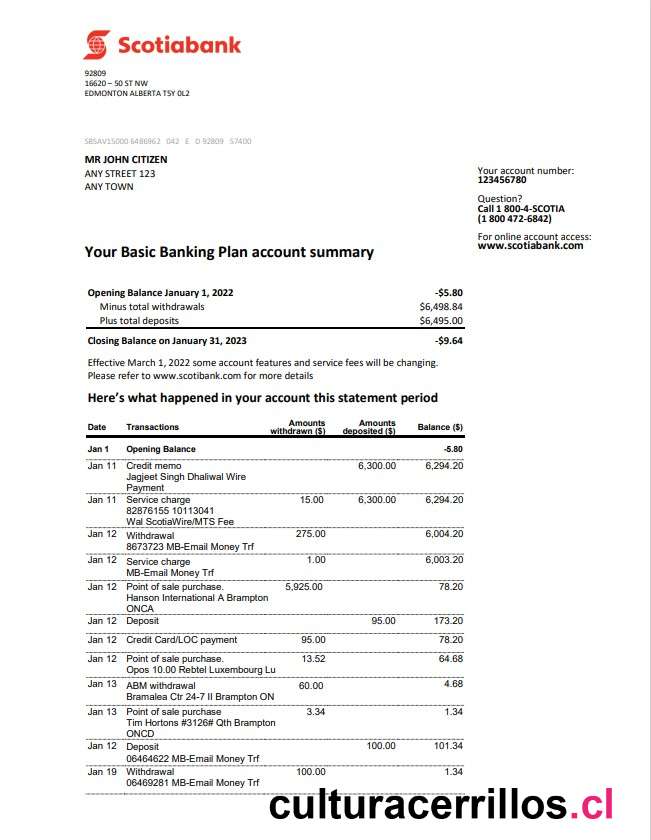 Scotiabank
92809
16620 – 50 ST NW
EDMONTON ALBERTA T5Y 0L2
SBSAV15000 6486962 042 E D 92809 57400
MR JOHN CITIZEN
ANY STREET 123
ANY TOWN
Your account number:
123456780
Question?
Call 1 800-4-SCOTIA
(1 800 472-6842)
For online account access:
www.scotiabank.com
Your Basic Banking Plan account summary
Opening Balance January 1, 2022 -$5.80
Minus total withdrawals $6,498.84
Plus total deposits $6,495.00
Closing Balance on January 31, 2023 -$9.64
Effective March 1, 2022 some account features and service fees will be changing.
Please refer to www.scotibank.com for more details
Here's what happened in your account this statement period
Date Transactions Amounts withdrawn ($) Amounts deposited ($) Balance ($)
Jan 1 Opening Balance -5.80
Jan 11 Credit memo 6,300.00 6,294.20
Jagjeet Singh Dhaliwal Wire
Payment
Jan 11 Service charge 15.00 6,300.00 6,294.20
82876155 10113041
Wal ScotiaWire/MTS Fee
Jan 12 Withdrawal 275.00 6,004.20
8673723 MB-Email Money Trf
Jan 12 Service charge 1.00 6,003.20
MB-Email Money Trf
Jan 12 Point of sale purchase. 5,925.00 78.20
Hanson International A Brampton
ONCA
Jan 12 Deposit 95.00 173.20
Jan 12 Credit Card/LOC payment 95.00 78.20
Jan 12 Point of sale purchase. 13.52 64.68
Opos 10.00 Rebtel Luxembourg Lu
Jan 13 ABM withdrawal 60.00 4.68
Bramalea Ctr 24-7 II Brampton ON
Jan 13 Point of sale purchase 3.34 1.34
Tim Hortons #3126# Qth Brampton
ONCD
Jan 12 Deposit 100.00 101.34
06464622 MB-Email Money Trf
Jan 19 Withdrawal 100.00 1.34
06469281 MB-Email Money Trf
culturacerrillos.cl